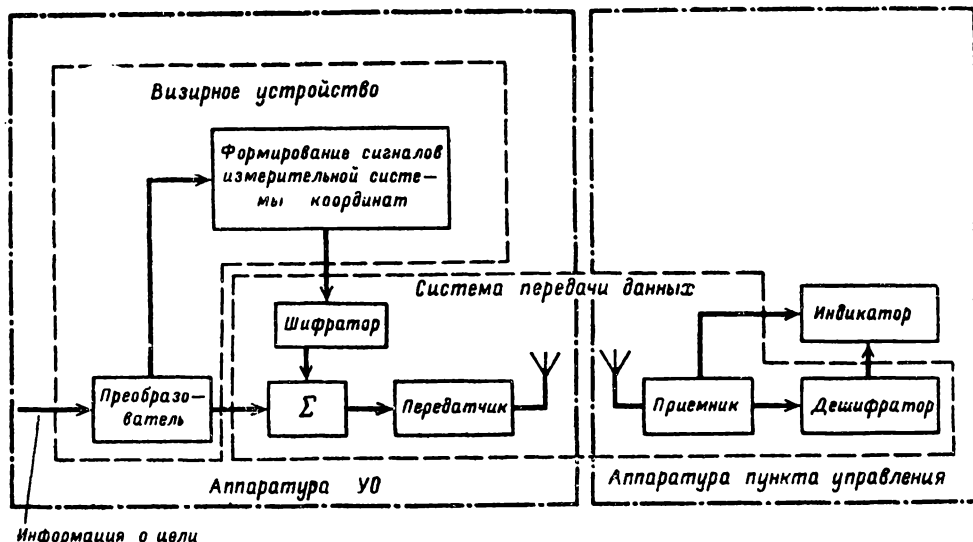 Визирное устройство
Формирование сигналов
измерительной систе-
мы координат
Система передачи данных
Шифратор
Индикатор
Преобразо-
ватель
Σ
Передатчик
Приемник
Дешифратор
Аппаратура УО
Аппаратура пункта управления
Информация о цели